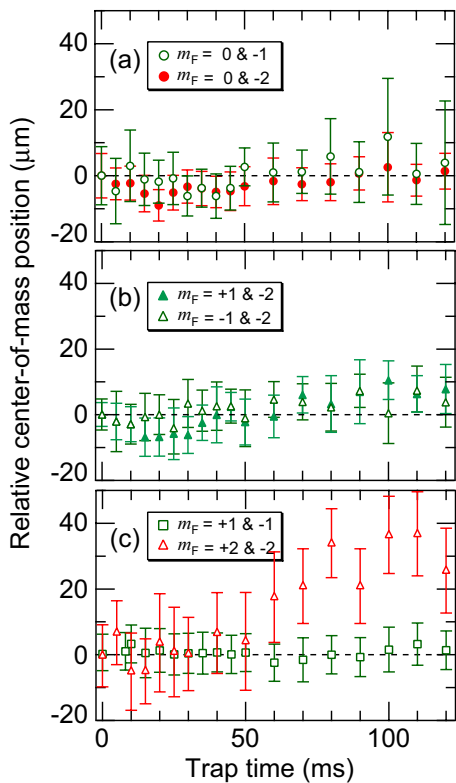 Relative center-of-mass position (μm)
40
20
0
-20
(a)
mF = 0 & -1
mF = 0 & -2
40
20
0
-20
(b)
mF = +1 & -2
mF = -1 & -2
40
20
0
-20
(c)
mF = +1 & -1
mF = +2 & -2
0 50 100
Trap time (ms)